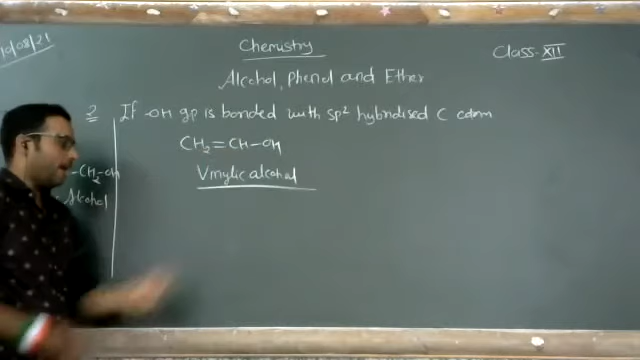 10/08/21
Chemistry
Class-XII
Alcohol, Phenol and Ether
2 If -OH gp is bonded with sp² hybridised C atom
CH₂=CH-OH
Vinylic alcohol
-CH₂-OH
Alcohol